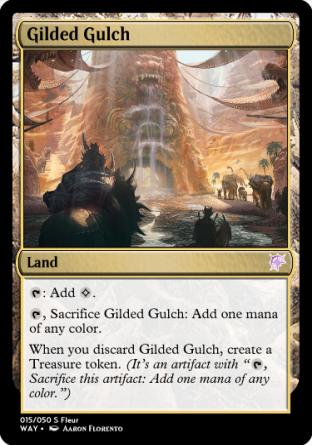 Gilded Gulch
Land
: Add .
, Sacrifice Gilded Gulch: Add one mana
of any color.
When you discard Gilded Gulch, create a
Treasure token. (It's an artifact with “,
Sacrifice this artifact: Add one mana of any
color.”)
015/050 S Fleur
WAY • Aaron Florento